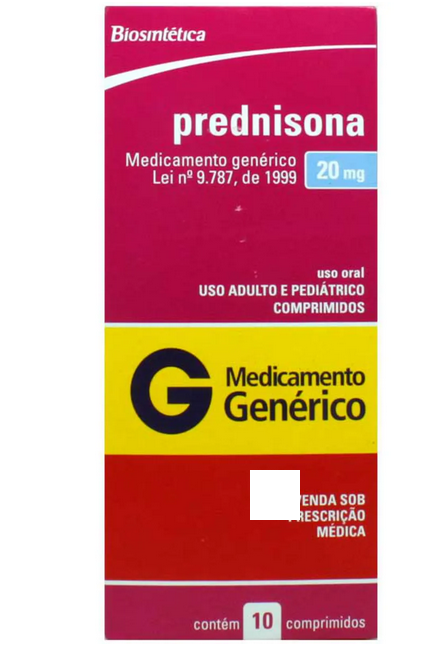 Biosintética
prednisona
Medicamento genérico
Lei nº 9.787, de 1999
20 mg
uso oral
USO ADULTO E PEDIÁTRICO
COMPRIMIDOS
G Medicamento
Genérico
VENDA SOB
PRESCRIÇÃO
MÉDICA
contém 10 comprimidos